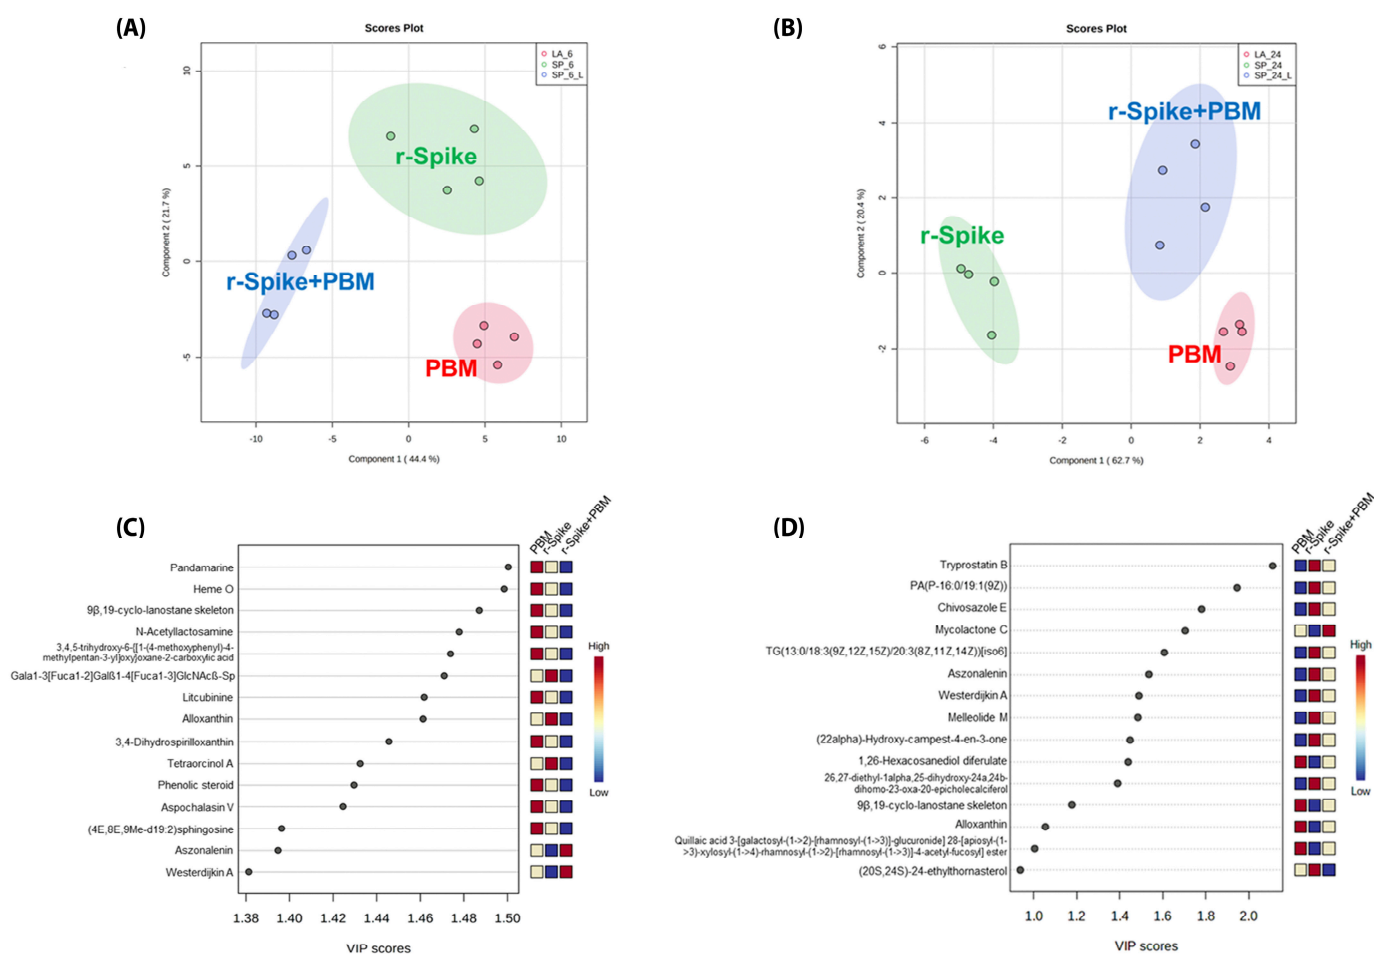 (A)
Scores Plot
LA_6
SP_6
SP_6_L
r-Spike
r-Spike+PBM
PBM
Component 2 ( 21.7 %)
10
5
0
-5
-10
-5
0
5
10
Component 1 ( 44.4 %)
(B)
Scores Plot
LA_24
SP_24
SP_24_L
r-Spike+PBM
r-Spike
PBM
Component 2 ( 20.4 %)
6
4
2
0
-2
-6
-4
-2
0
2
4
Component 1 ( 62.7 %)
(C)
PBM
r-Spike
r-Spike+PBM
Pandamarine
Heme O
9β,19-cyclo-lanostane skeleton
N-Acetyllactosamine
3,4,5-trihydroxy-6-{[1-(4-methoxyphenyl)-4-
methylpentan-3-yl]oxy}oxane-2-carboxylic acid
Gala1-3[Fuca1-2]Galß1-4[Fuca1-3]GlcNAcß-Sp
Litcubinine
Alloxanthin
3,4-Dihydrospirilloxanthin
Tetraorcinol A
Phenolic steroid
Aspochalasin V
(4E,8E,9Me-d19:2)sphingosine
Aszonalenin
Westerdijkin A
High
Low
1.38
1.40
1.42
1.44
1.46
1.48
1.50
VIP scores
(D)
PBM
r-Spike
r-Spike+PBM
Tryprostatin B
PA(P-16:0/19:1(9Z))
Chivosazole E
Mycolactone C
TG(13:0/18:3(9Z,12Z,15Z)/20:3(8Z,11Z,14Z))[iso6]
Aszonalenin
Westerdijkin A
Melleolide M
(22alpha)-Hydroxy-campest-4-en-3-one
1,26-Hexacosanediol diferulate
26,27-diethyl-1alpha,25-dihydroxy-24a,24b-
dihomo-23-oxa-20-epicholecalciferol
9β,19-cyclo-lanostane skeleton
Alloxanthin
Quillaic acid 3-[galactosyl-(1->2)-[rhamnosyl-(1->3)]-glucuronide] 28-[apiosyl-(1-
>3)-xylosyl-(1->4)-rhamnosyl-(1->2)-[rhamnosyl-(1->3)]-4-acetyl-fucosyl] ester
(20S,24S)-24-ethylthornasterol
High
Low
1.0
1.2
1.4
1.6
1.8
2.0
VIP scores